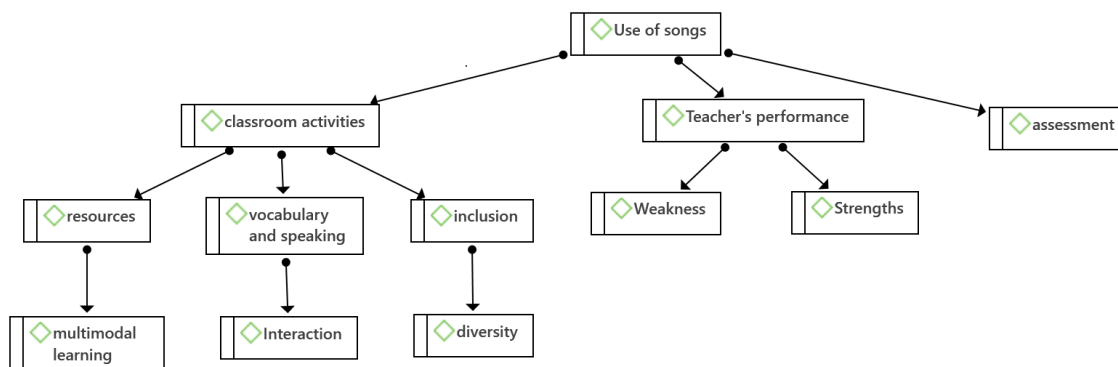 Use of songs
classroom activities
Teacher's performance
assessment
resources
vocabulary
and speaking
inclusion
Weakness
Strengths
multimodal
learning
Interaction
diversity